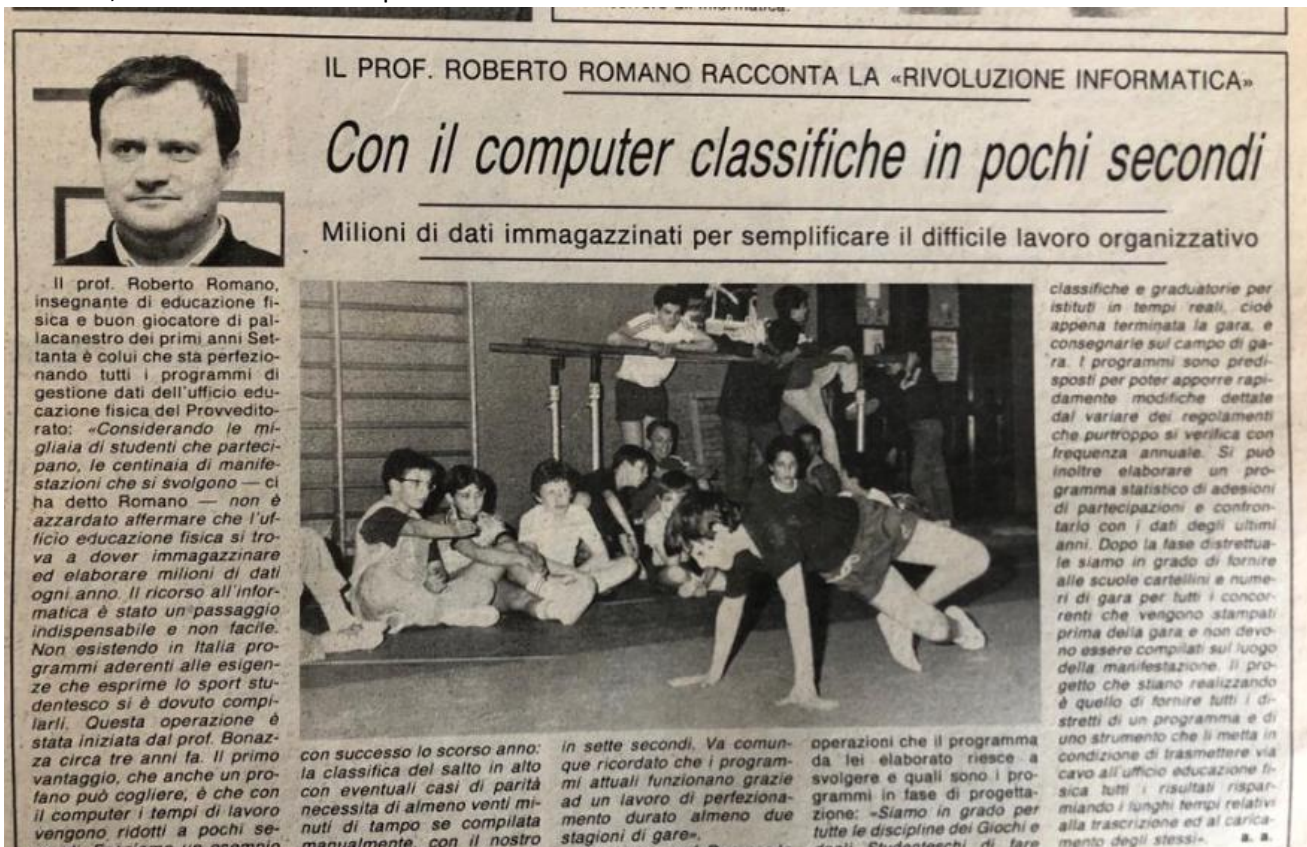 IL PROF. ROBERTO ROMANO RACCONTA LA «RIVOLUZIONE INFORMATICA»
Con il computer classifiche in pochi secondi
Milioni di dati immagazzinati per semplificare il difficile lavoro organizzativo
Il prof. Roberto Romano,
insegnante di educazione fi-
sica e buon giocatore di pal-
lacanestro dei primi anni Set-
tanta è colui che sta perfezio-
nando tutti i programmi di
gestione dati dell'ufficio edu-
cazione fisica del Provvedito-
rato: «Considerando le mi-
gliaia di studenti che parteci-
pano, le centinaia di manife-
stazioni che si svolgono — ci
ha detto Romano — non è
azzardato affermare che l'uf-
ficio educazione fisica si tro-
va a dover immagazzinare
ed elaborare milioni di dati
ogni anno. Il ricorso all'infor-
matica è stato un passaggio
indispensabile e non facile.
Non esistendo in Italia pro-
grammi aderenti alle esigen-
ze che esprime lo sport stu-
dentesco si è dovuto compi-
larli. Questa operazione è
stata iniziata dal prof. Bonaz-
za circa tre anni fa. Il primo
vantaggio, che anche un pro-
fano può cogliere, è che con
il computer i tempi di lavoro
vengono ridotti a pochi se-
con successo lo scorso anno:
la classifica del salto in alto
con eventuali casi di parità
necessita di almeno venti mi-
nuti di tampo se compilata
manualmente, con il nostro
in sette secondi. Va comun-
que ricordato che i program-
mi attuali funzionano grazie
ad un lavoro di perfeziona-
mento durato almeno due
stagioni di gare».
operazioni che il programma
da lei elaborato riesce a
svolgere e quali sono i pro-
grammi in fase di progetta-
zione: «Siamo in grado per
tutte le discipline dei Giochi e
degli Studenteschi di fare
classifiche e graduatorie per
istituti in tempi reali, cioè
appena terminata la gara, e
consegnarle sul campo di ga-
ra. I programmi sono predi-
sposti per poter apporre rapi-
damente modifiche dettate
dal variare dei regolamenti
che purtroppo si verifica con
frequenza annuale. Si può
inoltre elaborare un pro-
gramma statistico di adesioni
di partecipazioni e confron-
tarlo con i dati degli ultimi
anni. Dopo la fase distrettua-
le siamo in grado di fornire
alle scuole cartellini e nume-
ri di gara per tutti i concor-
renti che vengono stampati
prima della gara e non devo-
no essere compilati sul luogo
della manifestazione. Il pro-
getto che stiano realizzando
è quello di fornire tutti i di-
stretti di un programma e di
uno strumento che li metta in
condizione di trasmettere via
cavo all'ufficio educazione fi-
sica tutti i risultati rispar-
miando i lunghi tempi relativi
alla trascrizione ed al carica-
mento degli stessi». a. a.